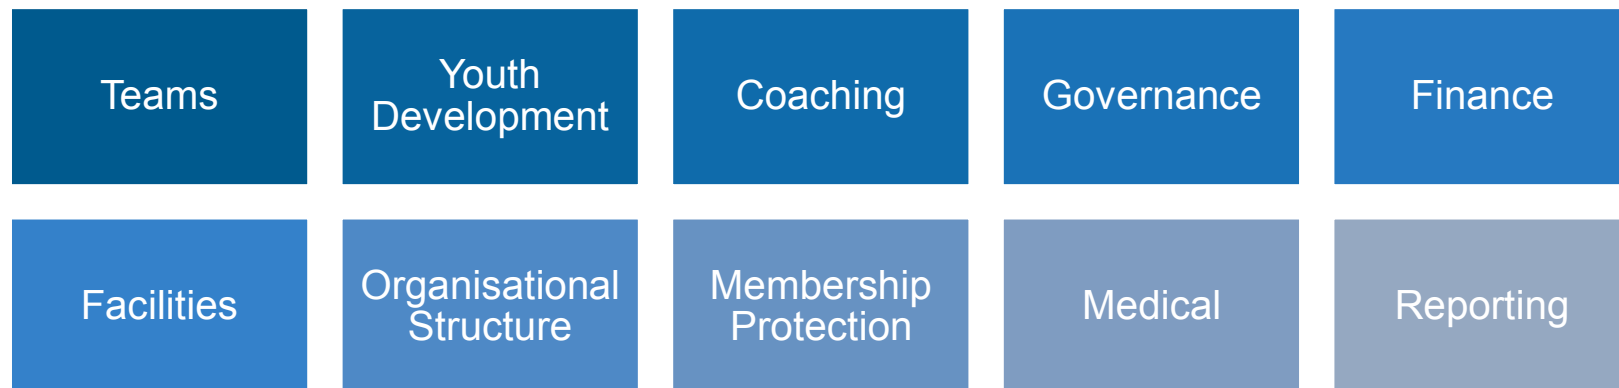 Teams
Youth
Development
Coaching
Governance
Finance
Facilities
Organisational
Structure
Membership
Protection
Medical
Reporting